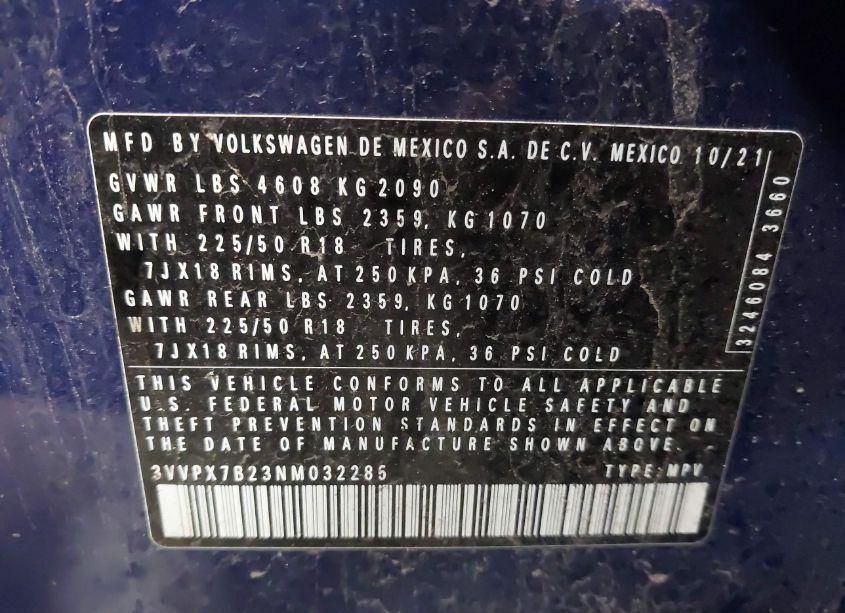 MFD BY VOLKSWAGEN DE MEXICO S.A. DE C.V. MEXICO 10/21
GVWR LBS 4608 KG 2090
GAWR FRONT LBS 2359, KG 1070
WITH 225/50 R18 TIRES,
7JX18 RIMS, AT 250 KPA, 36 PSI COLD
GAWR REAR LBS 2359, KG 1070
WITH 225/50 R18 TIRES,
7JX18 RIMS, AT 250 KPA, 36 PSI COLD
3246084 3660
THIS VEHICLE CONFORMS TO ALL APPLICABLE
U.S. FEDERAL MOTOR VEHICLE SAFETY AND
THEFT PREVENTION STANDARDS IN EFFECT ON
THE DATE OF MANUFACTURE SHOWN ABOVE.
3VVPX7B23NM032285 TYPE:MPV